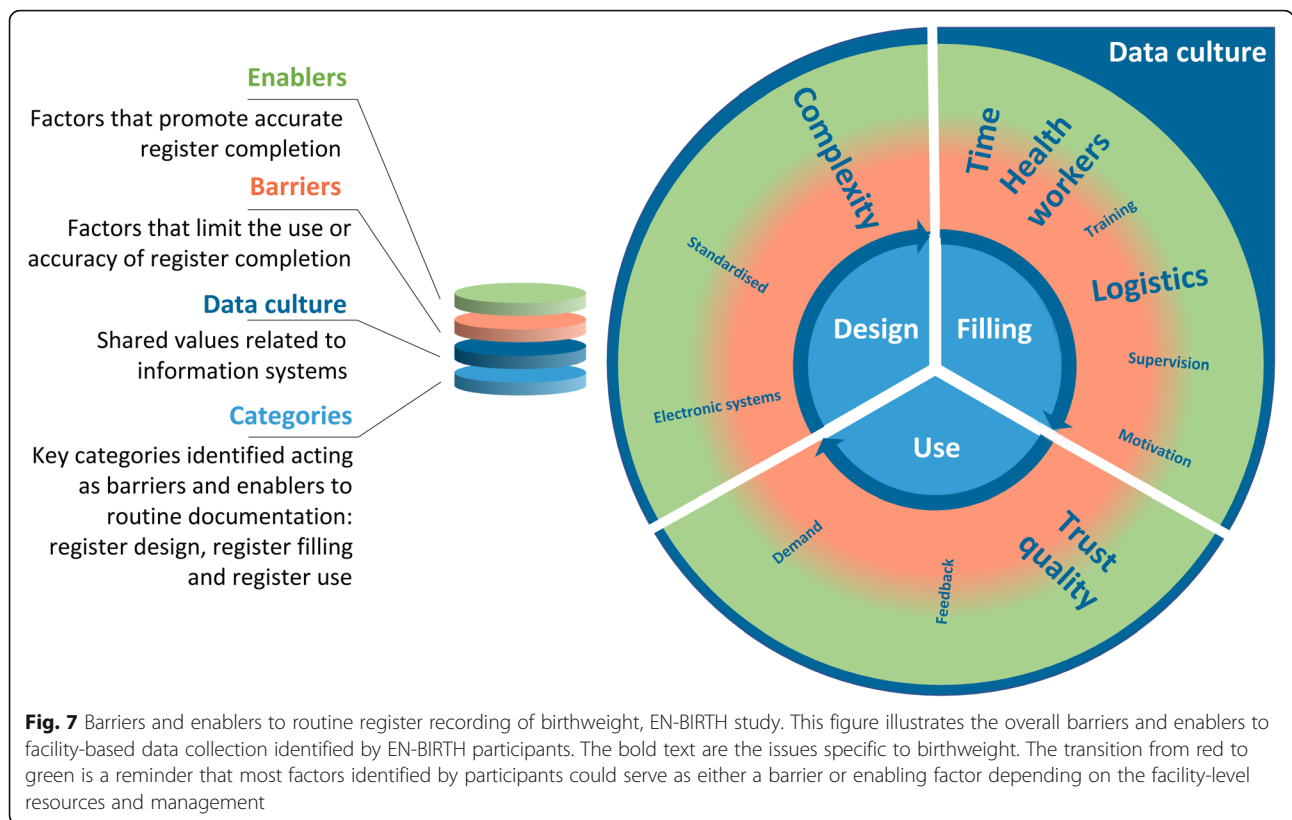 Enablers
Factors that promote accurate
register completion
Barriers
Factors that limit the use or
accuracy of register completion
Data culture
Shared values related to
information systems
Categories
Key categories identified acting
as barriers and enablers to
routine documentation:
register design, register filling
and register use
Data culture
Complexity
Standardised
Electronic systems
Design
Time
Health
workers
Training
Logistics
Supervision
Motivation
Filling
Use
Trust
quality
Feedback
Demand
Fig. 7 Barriers and enablers to routine register recording of birthweight, EN-BIRTH study. This figure illustrates the overall barriers and enablers to
facility-based data collection identified by EN-BIRTH participants. The bold text are the issues specific to birthweight. The transition from red to
green is a reminder that most factors identified by participants could serve as either a barrier or enabling factor depending on the facility-level
resources and management